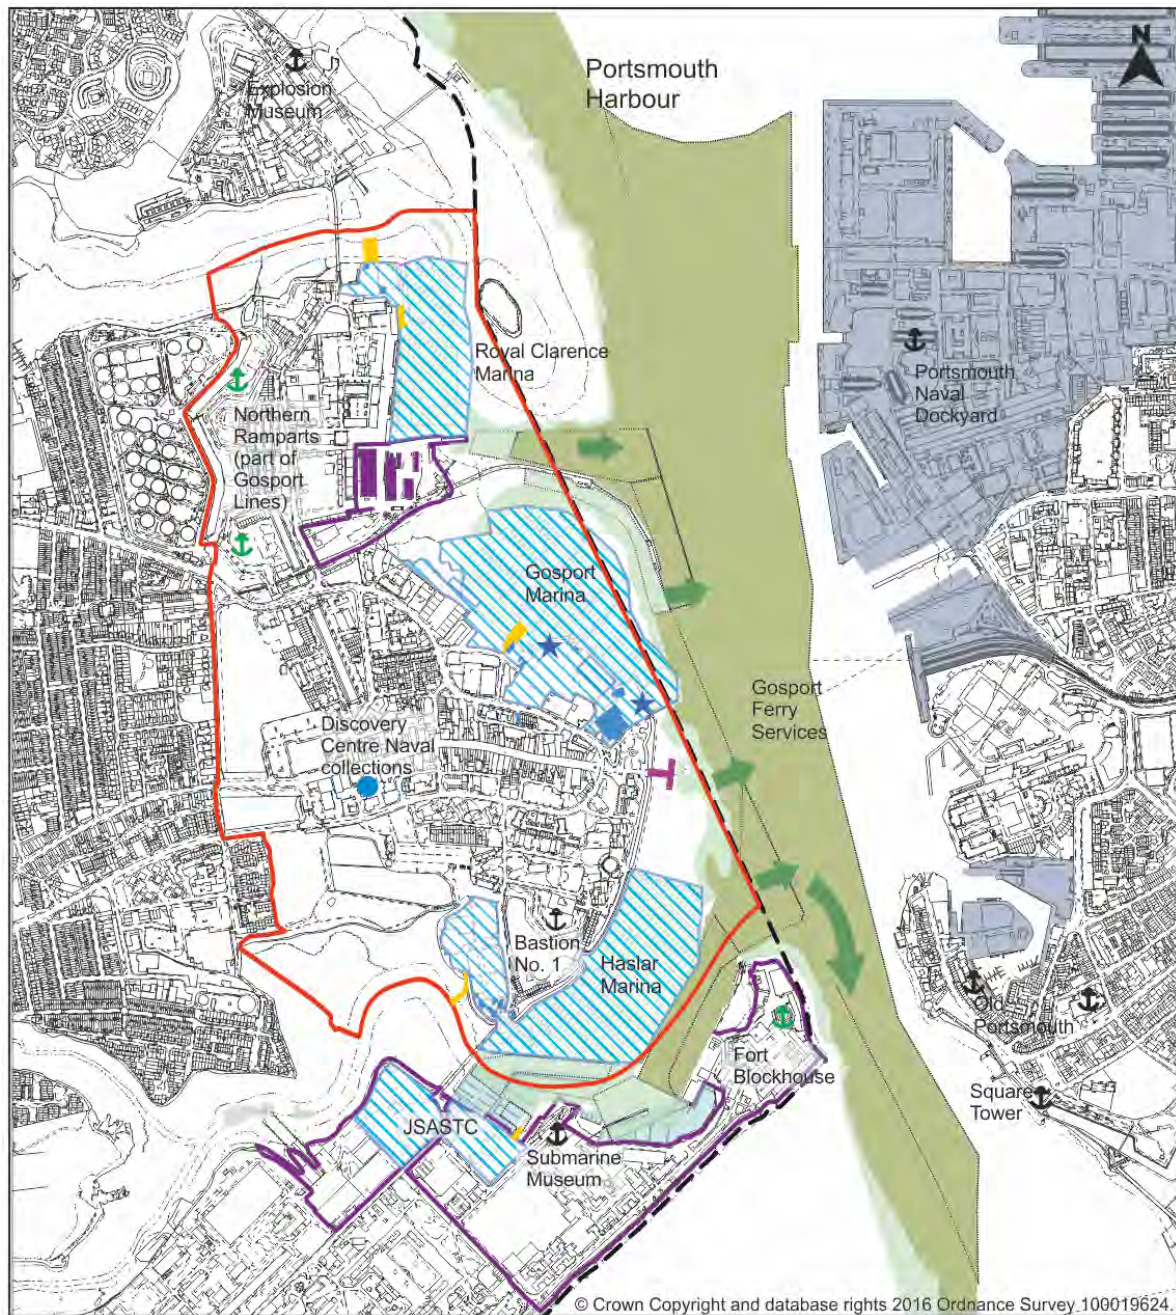 Explosion
Museum
Portsmouth
Harbour
N
Royal Clarence
Marina
Portsmouth
Naval
Dockyard
Northern
Ramparts
(part of
Gosport
Lines)
Gosport
Marina
Gosport
Ferry
Services
Discovery
Centre Naval
collections
Bastion
No. 1
Haslar
Marina
Old
Portsmouth
Fort
Blockhouse
Square
Tower
JSASTC
Submarine
Museum
© Crown Copyright and database rights 2016 Ordnance Survey 100019624